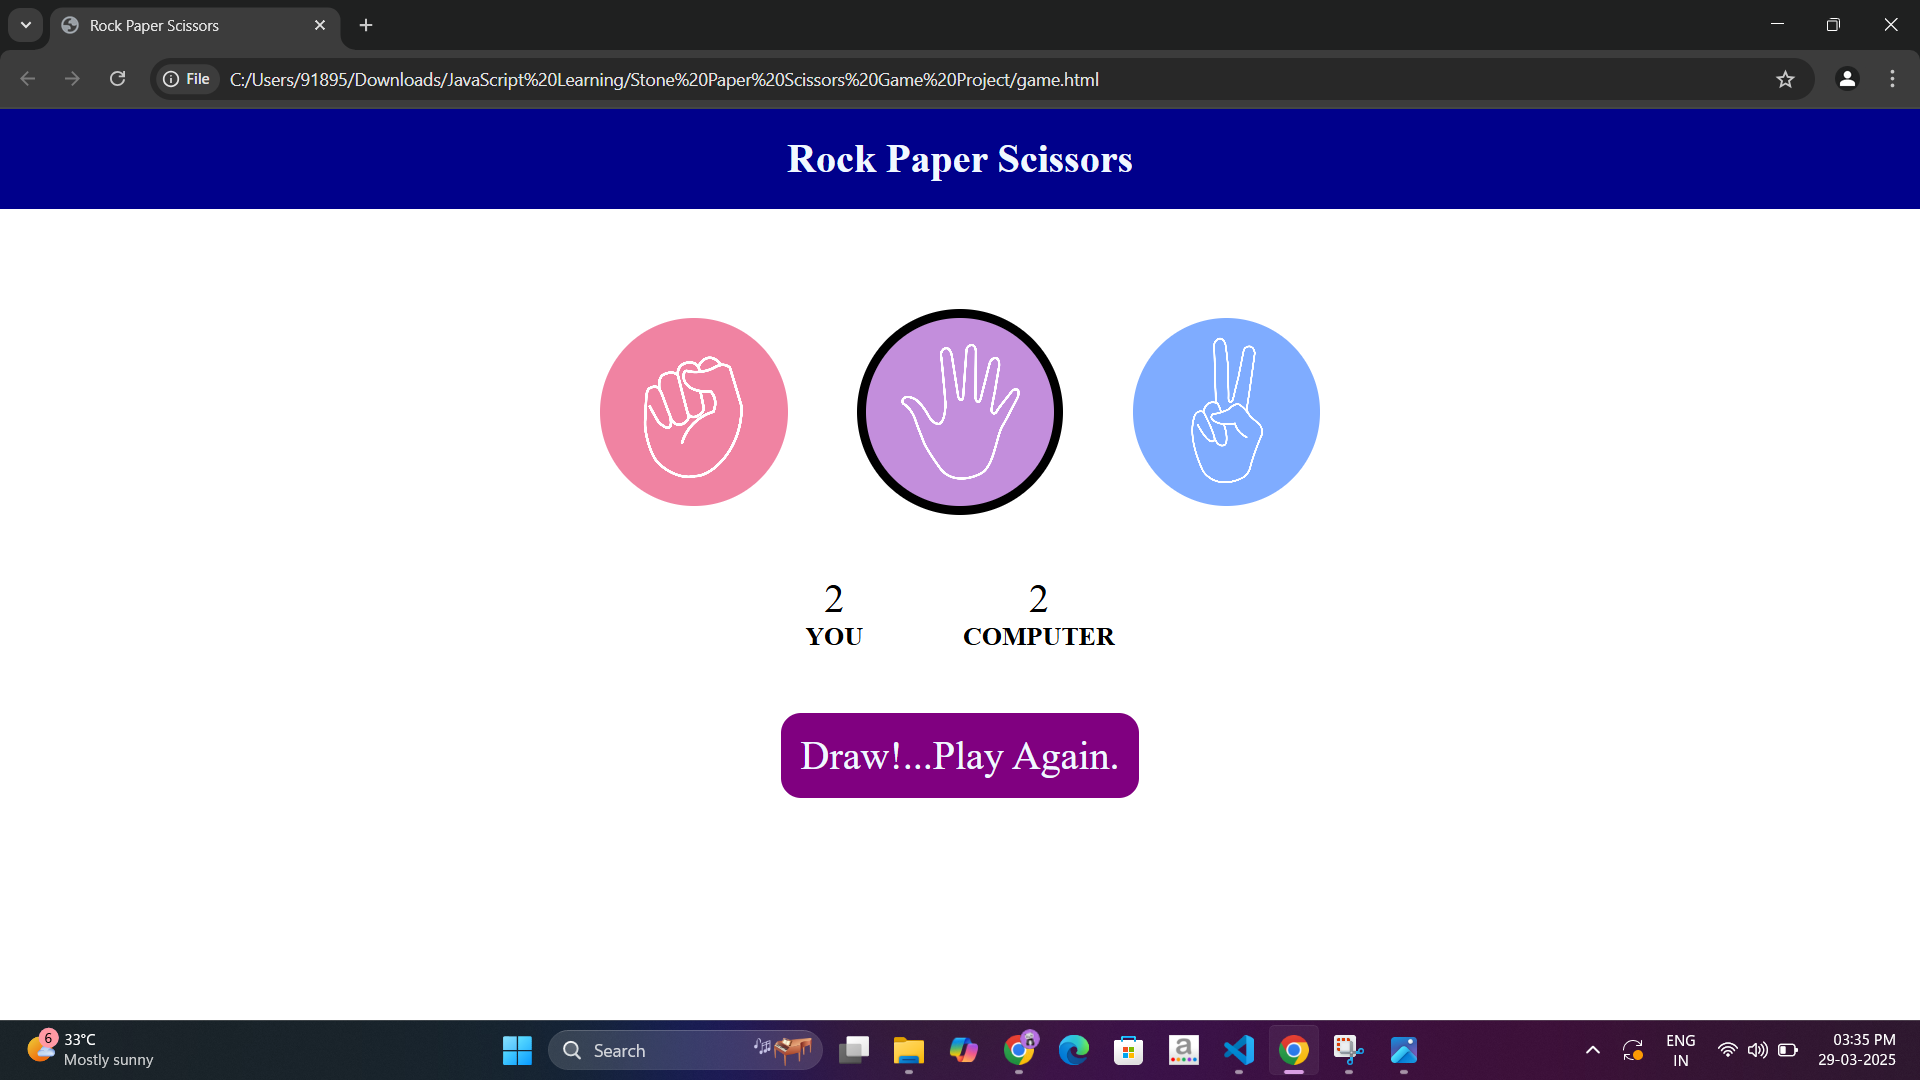 Rock Paper Scissors
File
C:/Users/91895/Downloads/JavaScript%20Learning/Stone%20Paper%20Scissors%20Game%20Project/game.html
Rock Paper Scissors
2
2
YOU
COMPUTER
Draw!...Play Again.
6
33°C
Mostly sunny
Search
a
ENG
IN
03:35 PM
29-03-2025